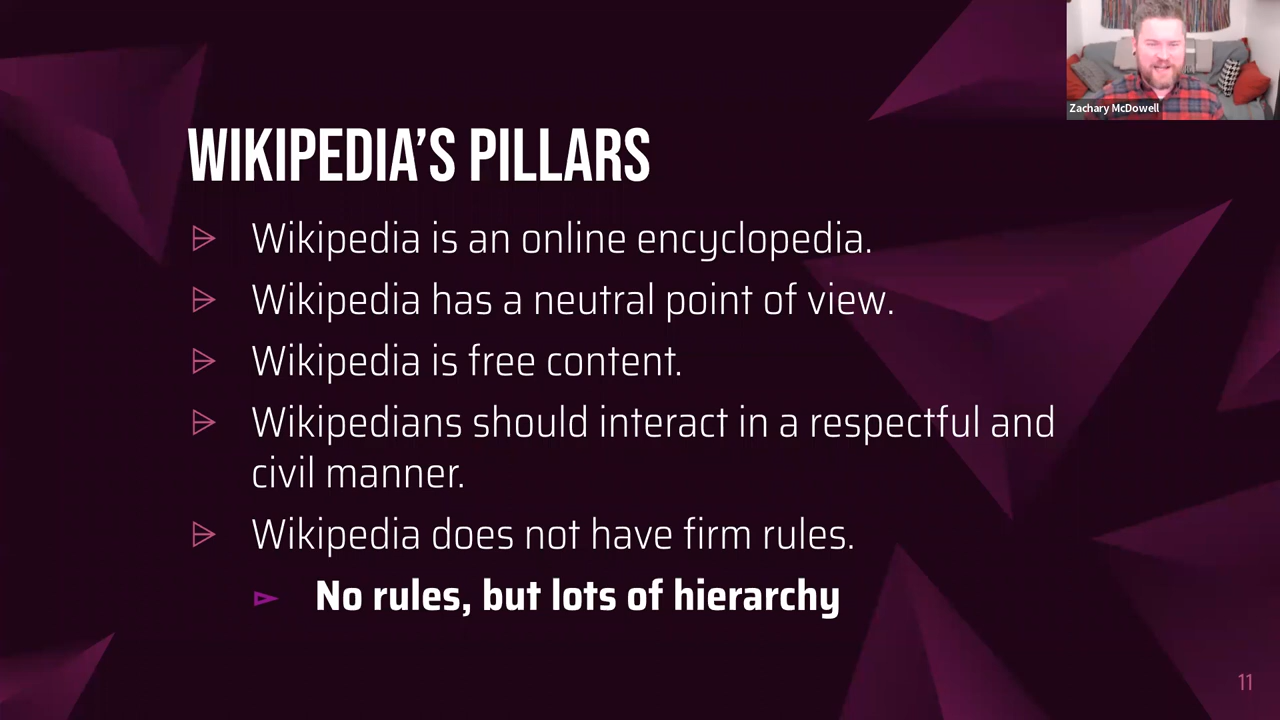 Zachary McDowell
WIKIPEDIA’S PILLARS
Wikipedia is an online encyclopedia.
Wikipedia has a neutral point of view.
Wikipedia is free content.
Wikipedians should interact in a respectful and
civil manner.
Wikipedia does not have firm rules.
No rules, but lots of hierarchy
11